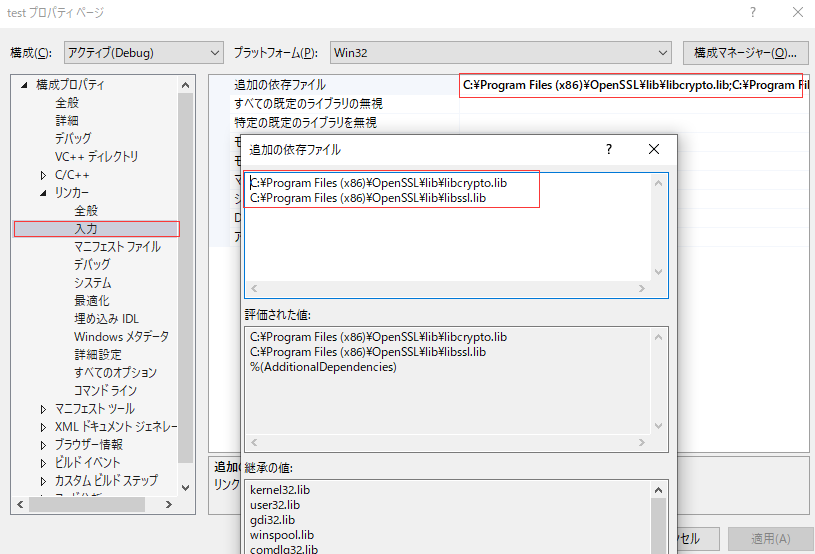 test プロパティ ページ
構成(C):
アクティブ(Debug)
プラットフォーム(P):
Win32
構成マネージャー(O)...
構成プロパティ
全般
詳細
デバッグ
VC++ ディレクトリ
C/C++
リンカー
全般
入力
マニフェスト ファイル
デバッグ
システム
最適化
埋め込み IDL
Windows メタデータ
詳細設定
すべてのオプション
コマンド ライン
マニフェスト ツール
XML ドキュメント ジェネレー
ブラウザー情報
ビルド イベント
カスタム ビルド ステップ
追加の依存ファイル
C:¥Program Files (x86)¥OpenSSL¥lib¥libcrypto.lib;C:¥Program Fil
すべての既定のライブラリの無視
特定の既定のライブラリを無視
追加の依存ファイル
C:¥Program Files (x86)¥OpenSSL¥lib¥libcrypto.lib
C:¥Program Files (x86)¥OpenSSL¥lib¥libssl.lib
評価された値:
C:¥Program Files (x86)¥OpenSSL¥lib¥libcrypto.lib
C:¥Program Files (x86)¥OpenSSL¥lib¥libssl.lib
%(AdditionalDependencies)
継承の値:
kernel32.lib
user32.lib
gdi32.lib
winspool.lib
comdlg32.lib
追加の
リンク
ンセル
適用(A)